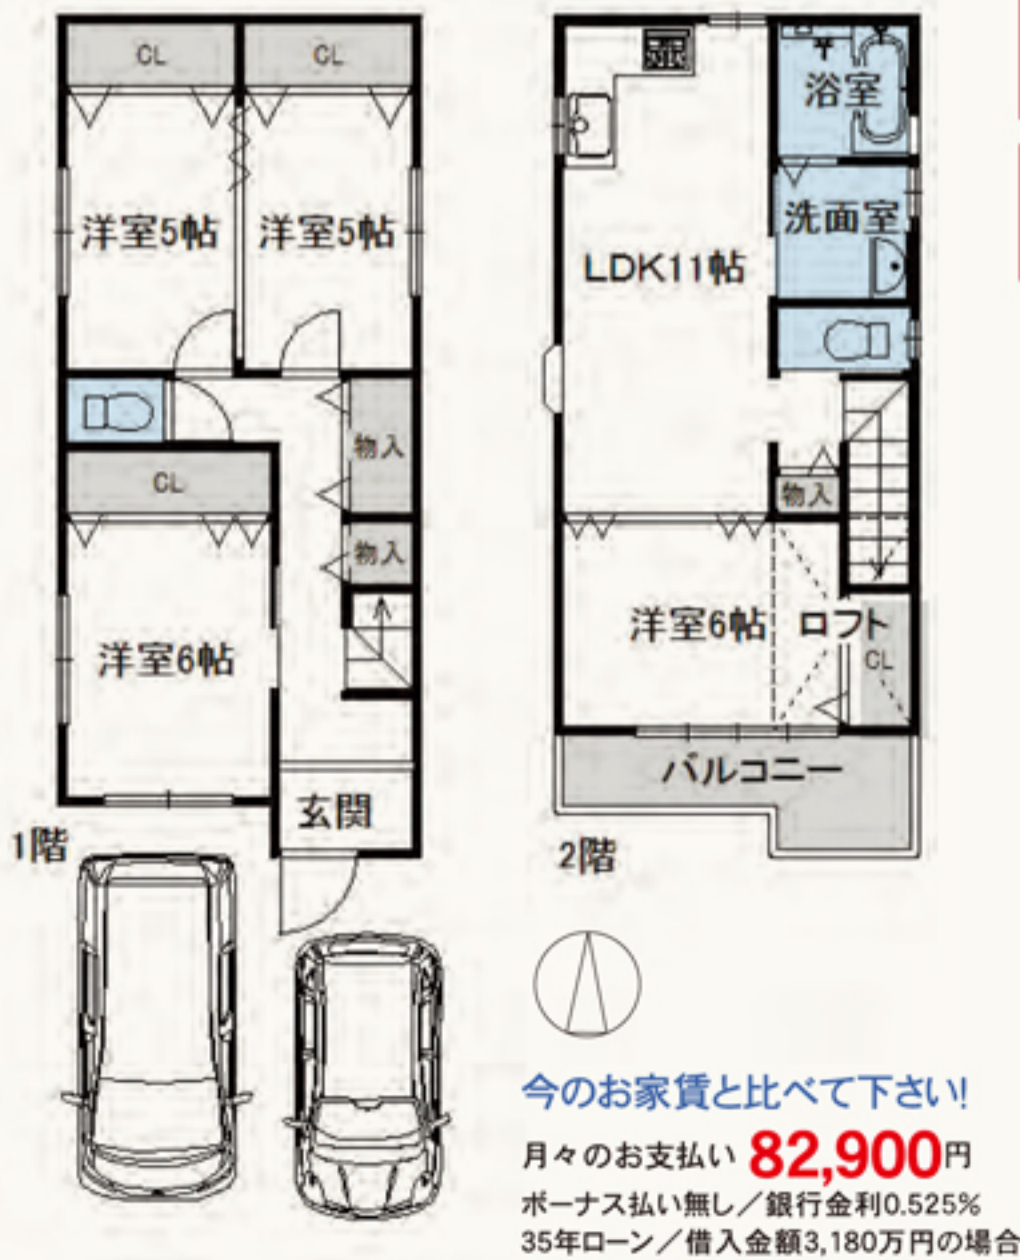 CL
CL
洋室5帖
洋室5帖
物入
CL
物入
洋室6帖
玄関
1階
浴室
洗面室
LDK11帖
物入
洋室6帖
ロフト
CL
バルコニー
2階
今のお家賃と比べて下さい!
月々のお支払い 82,900円
ボーナス払い無し/銀行金利0.525%
35年ローン/借入金額3,180万円の場合